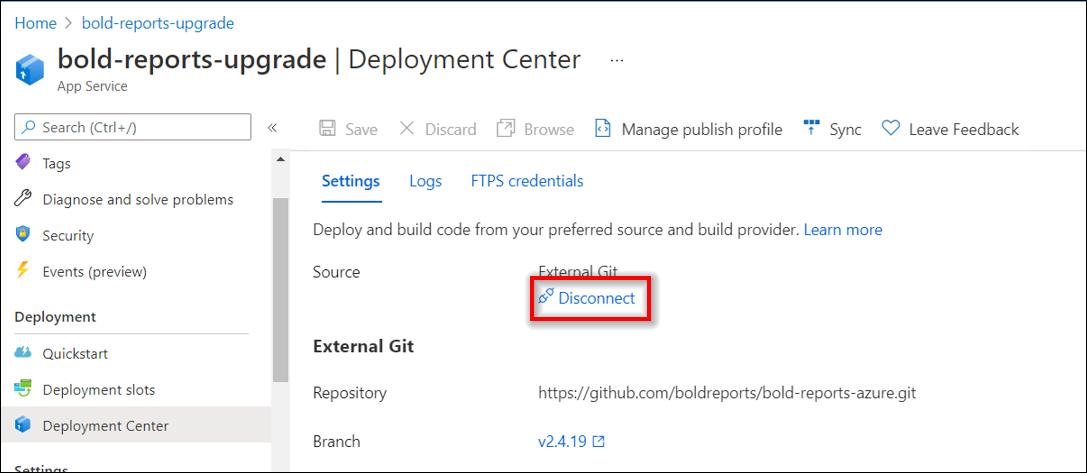 Home > bold-reports-upgrade
bold-reports-upgrade | Deployment Center ...
App Service
Search (Ctrl+/) «
Save Discard Browse Manage publish profile Sync Leave Feedback
Tags
Diagnose and solve problems
Security
Events (preview)
Deployment
Quickstart
Deployment slots
Deployment Center
Settings
Settings Logs FTPS credentials
Deploy and build code from your preferred source and build provider. Learn more
Source External Git
Disconnect
External Git
Repository https://github.com/boldreports/bold-reports-azure.git
Branch v2.4.19